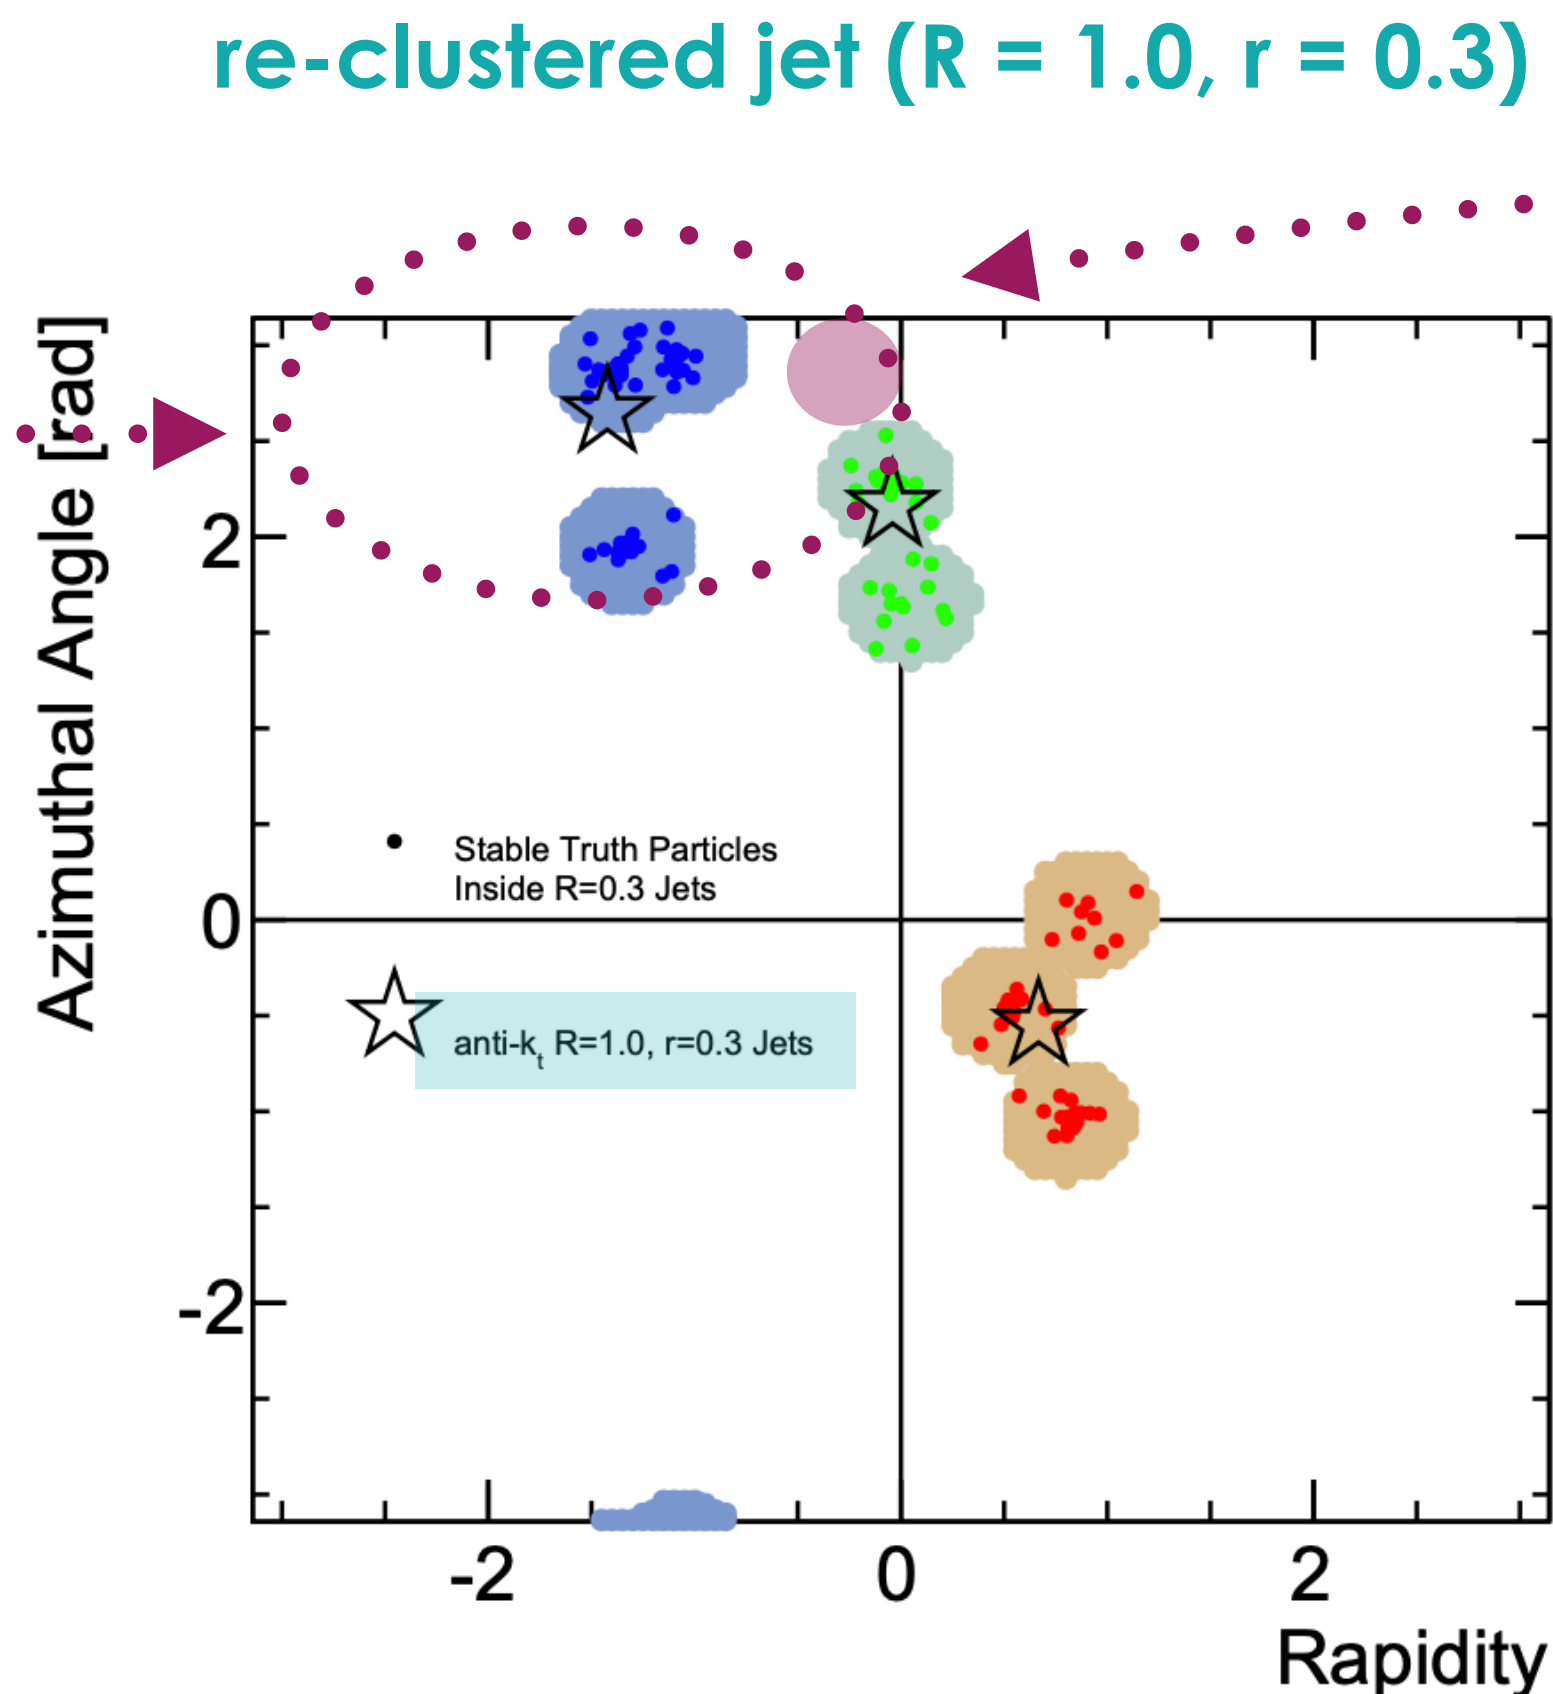 re-clustered jet (R = 1.0, r = 0.3)
Azimuthal Angle [rad]
2
Stable Truth Particles
Inside R=0.3 Jets
0
anti-kt R=1.0, r=0.3 Jets
-2
-2 0 2
Rapidity